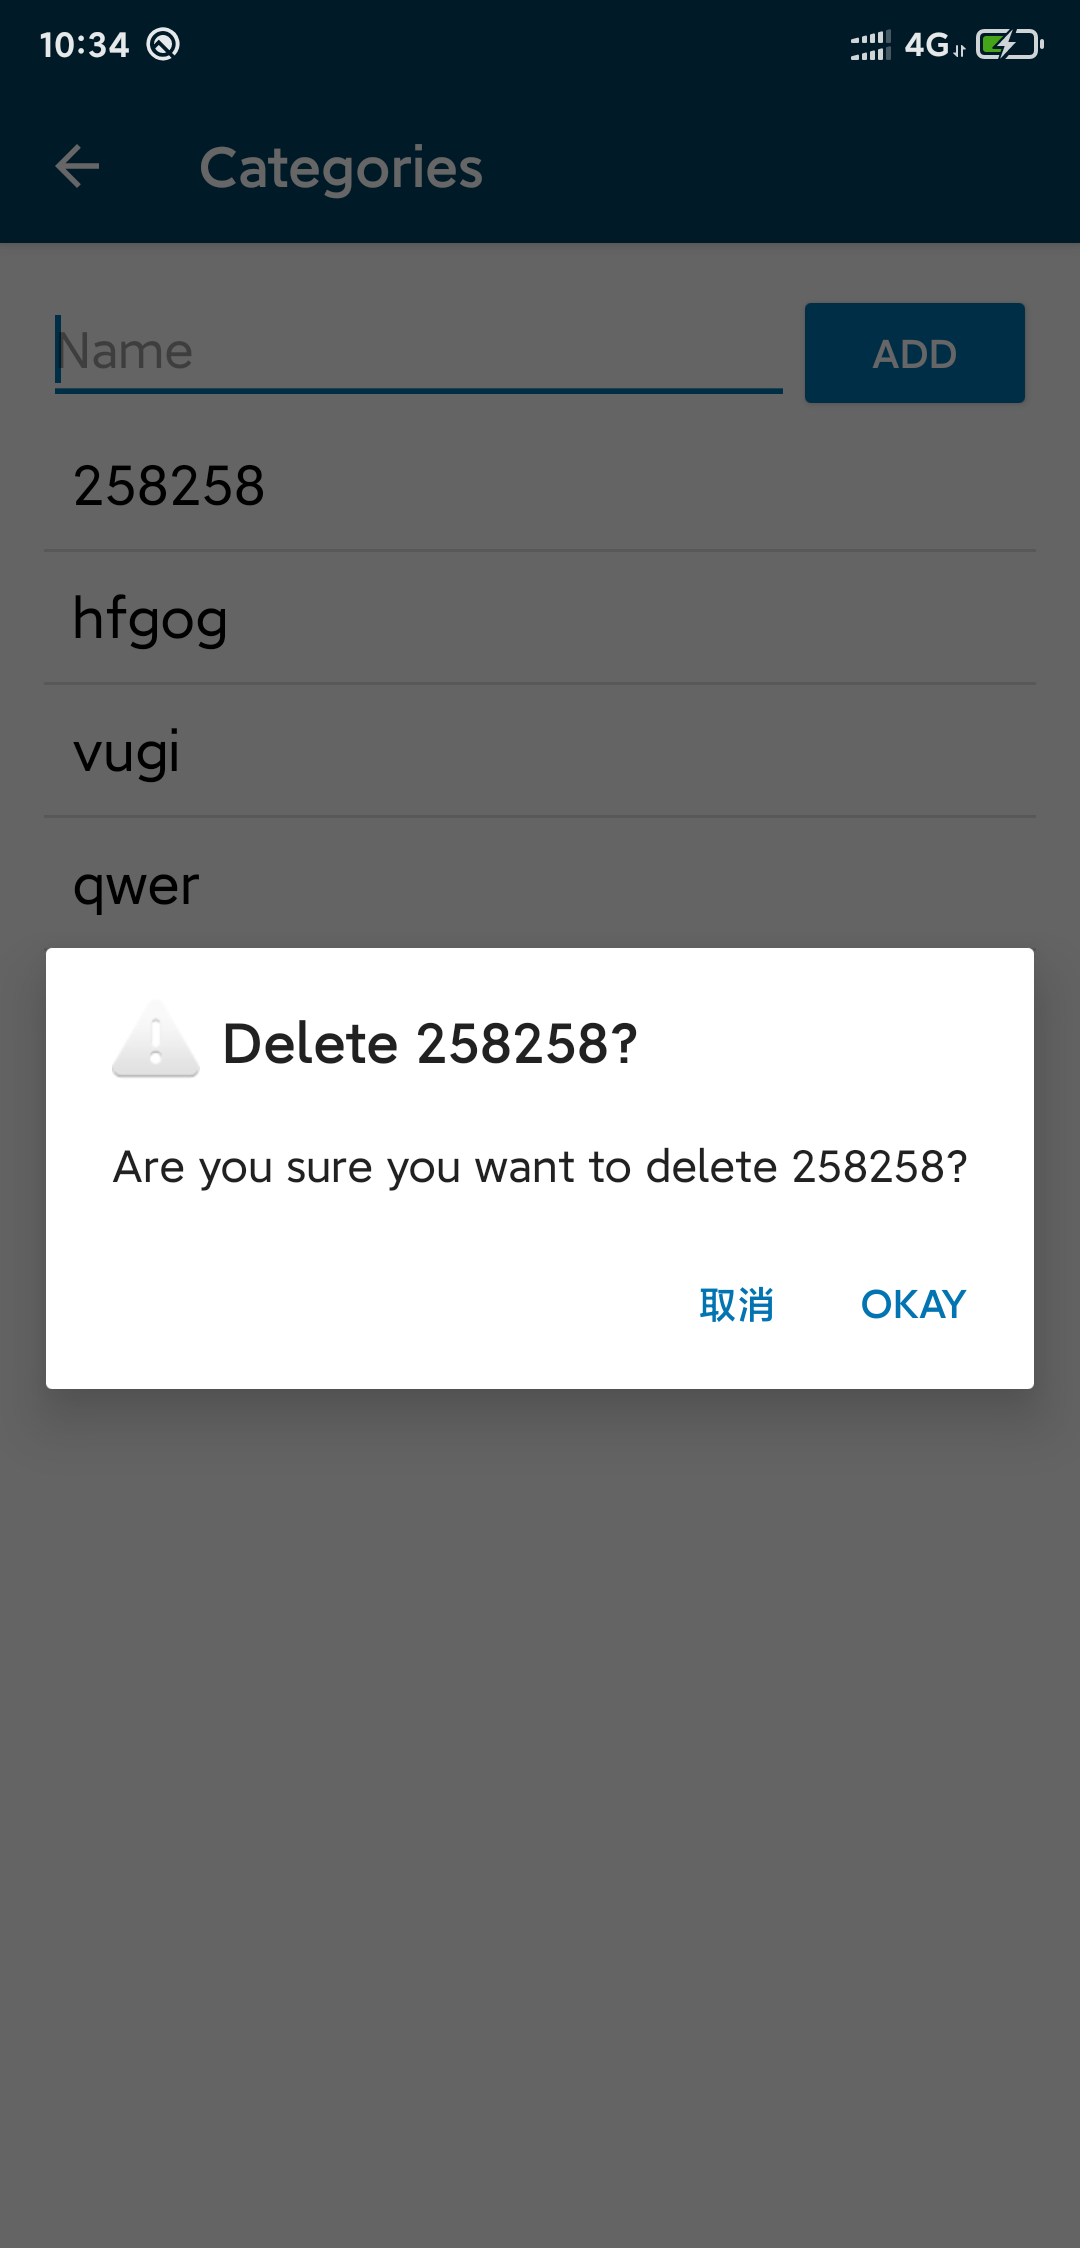 10:34 4G
Categories
Name ADD
258258
hfgog
vugi
qwer
Delete 258258?
Are you sure you want to delete 258258?
取消 OKAY